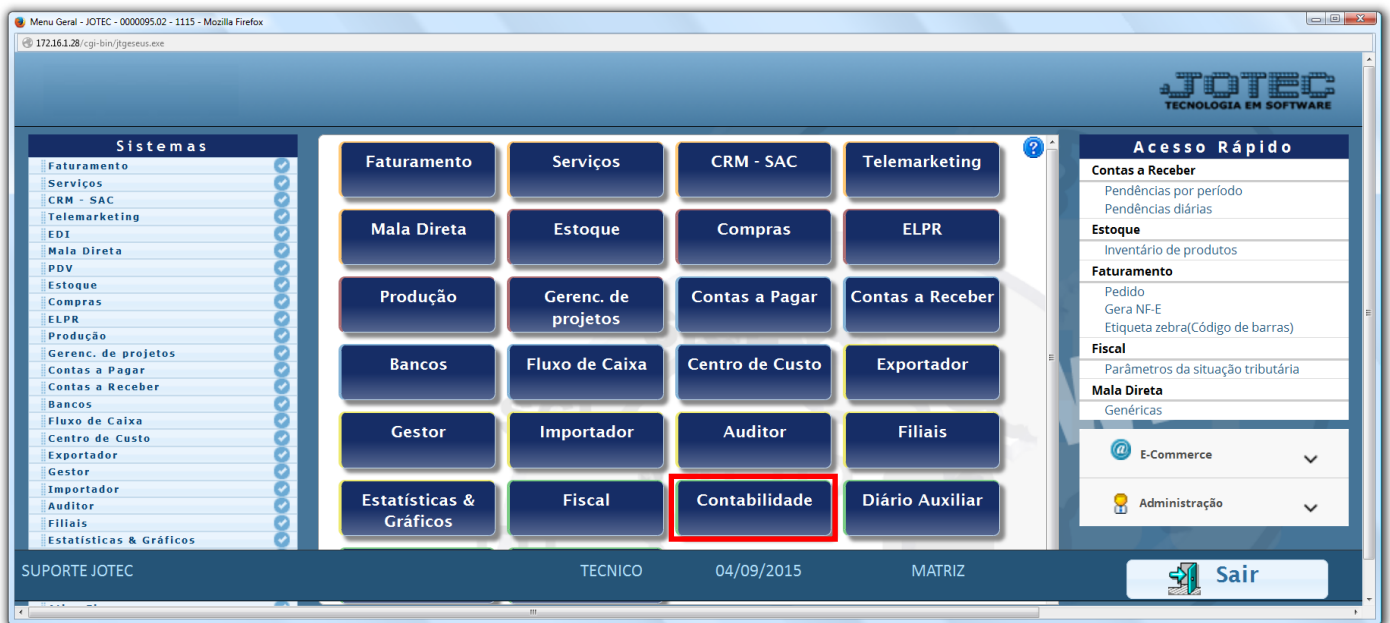 Menu Geral - JOTEC - 0000095.02 - 1115 - Mozilla Firefox
172.16.1.28/cgi-bin/jtgeseus.exe
JOTEC
TECNOLOGIA EM SOFTWARE
Sistemas
Faturamento
Serviços
CRM - SAC
Telemarketing
EDI
Mala Direta
PDV
Estoque
Compras
ELPR
Produção
Gerenc. de projetos
Contas a Pagar
Contas a Receber
Bancos
Fluxo de Caixa
Centro de Custo
Exportador
Gestor
Importador
Auditor
Filiais
Estatísticas & Gráficos
Faturamento
Serviços
CRM - SAC
Telemarketing
Mala Direta
Estoque
Compras
ELPR
Produção
Gerenc. de
projetos
Contas a Pagar
Contas a Receber
Bancos
Fluxo de Caixa
Centro de Custo
Exportador
Gestor
Importador
Auditor
Filiais
Estatísticas &
Gráficos
Fiscal
Contabilidade
Diário Auxiliar
?
Acesso Rápido
Contas a Receber
Pendências por período
Pendências diárias
Estoque
Inventário de produtos
Faturamento
Pedido
Gera NF-E
Etiqueta zebra(Código de barras)
Fiscal
Parâmetros da situação tributária
Mala Direta
Genéricas
@ E-Commerce
Administração
SUPORTE JOTEC
TECNICO
04/09/2015
MATRIZ
Sair